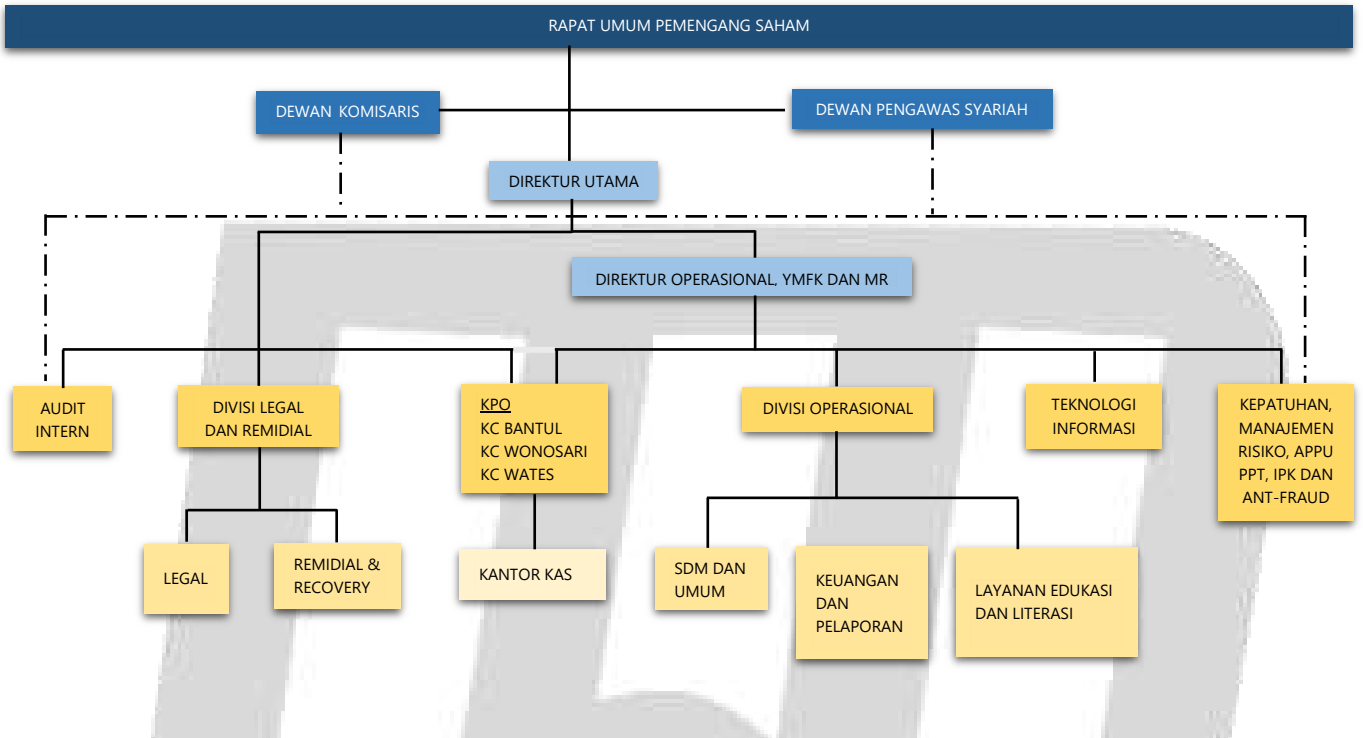 RAPAT UMUM PEMENGANG SAHAM
DEWAN KOMISARIS
DEWAN PENGAWAS SYARIAH
DIREKTUR UTAMA
DIREKTUR OPERASIONAL, YMFK DAN MR
AUDIT
INTERN
DIVISI LEGAL
DAN REMIDIAL
KPO
KC BANTUL
KC WONOSARI
KC WATES
DIVISI OPERASIONAL
TEKNOLOGI
INFORMASI
KEPATUHAN,
MANAJEMEN
RISIKO, APPU
PPT, IPK DAN
ANT-FRAUD
LEGAL
REMIDIAL &
RECOVERY
KANTOR KAS
SDM DAN
UMUM
KEUANGAN
DAN
PELAPORAN
LAYANAN EDUKASI
DAN LITERASI